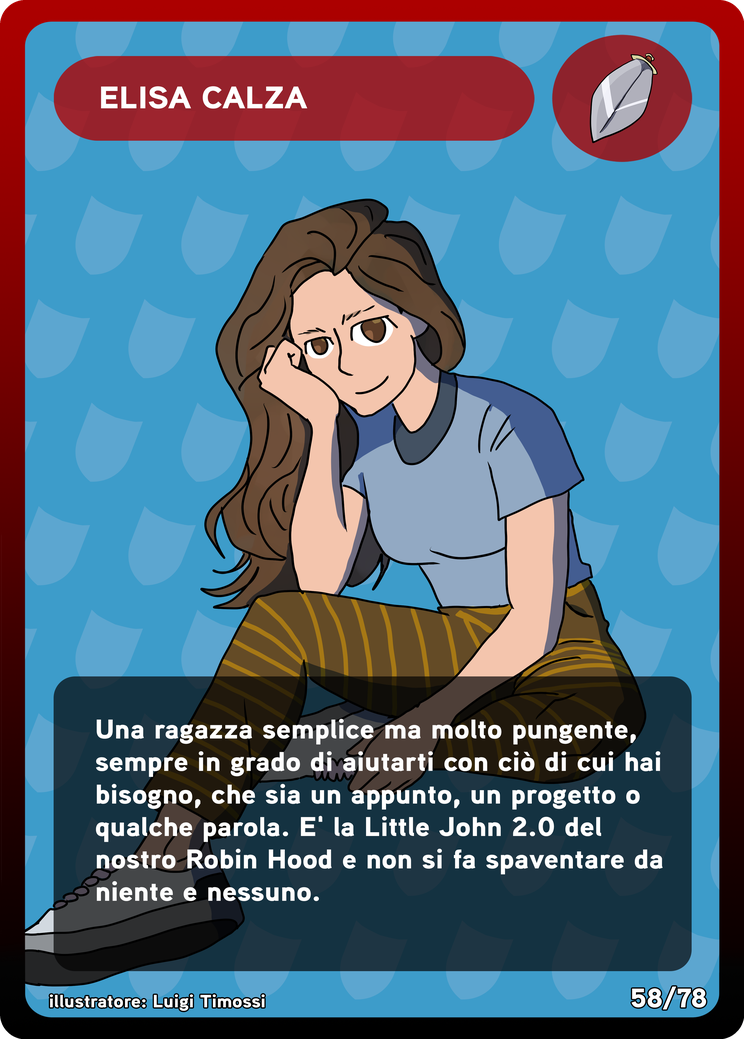 ELISA CALZA
Una ragazza semplice ma molto pungente,
sempre in grado di aiutarti con ciò di cui hai
bisogno, che sia un appunto, un progetto o
qualche parola. E' la Little John 2.0 del
nostro Robin Hood e non si fa spaventare da
niente e nessuno.
illustratore: Luigi Timossi
58/78